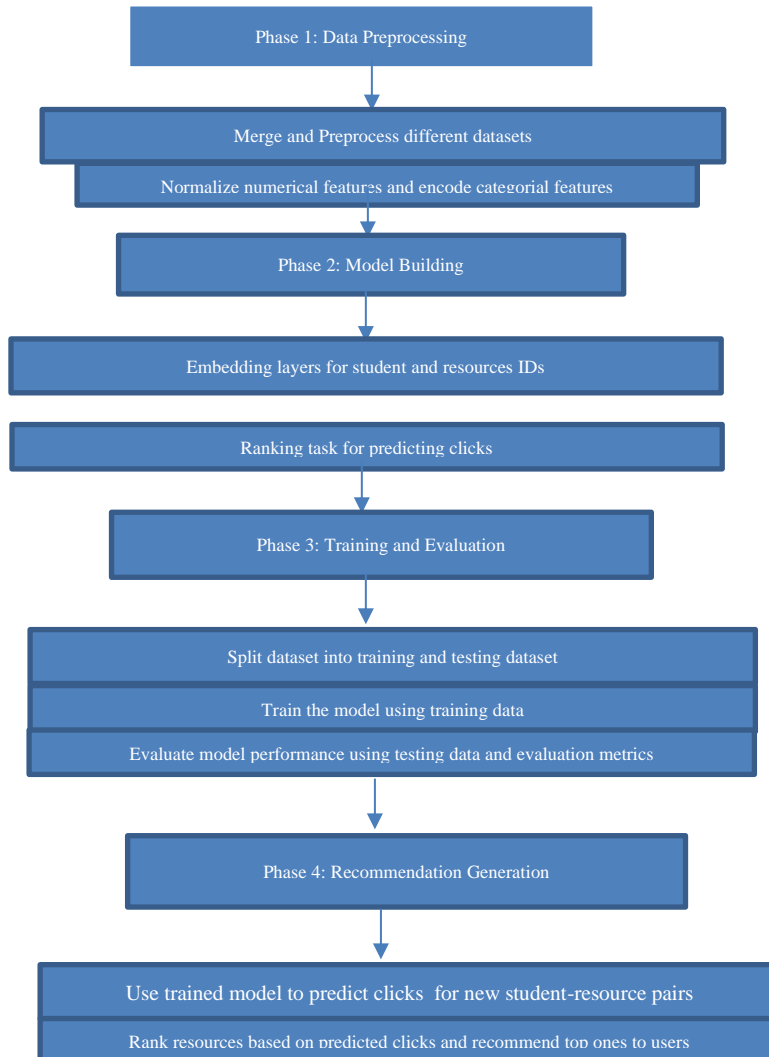 Phase 1: Data Preprocessing
Merge and Preprocess different datasets
Normalize numerical features and encode categorial features
Phase 2: Model Building
Embedding layers for student and resources IDs
Ranking task for predicting clicks
Phase 3: Training and Evaluation
Split dataset into training and testing dataset
Train the model using training data
Evaluate model performance using testing data and evaluation metrics
Phase 4: Recommendation Generation
Use trained model to predict clicks for new student-resource pairs
Rank resources based on predicted clicks and recommend top ones to users